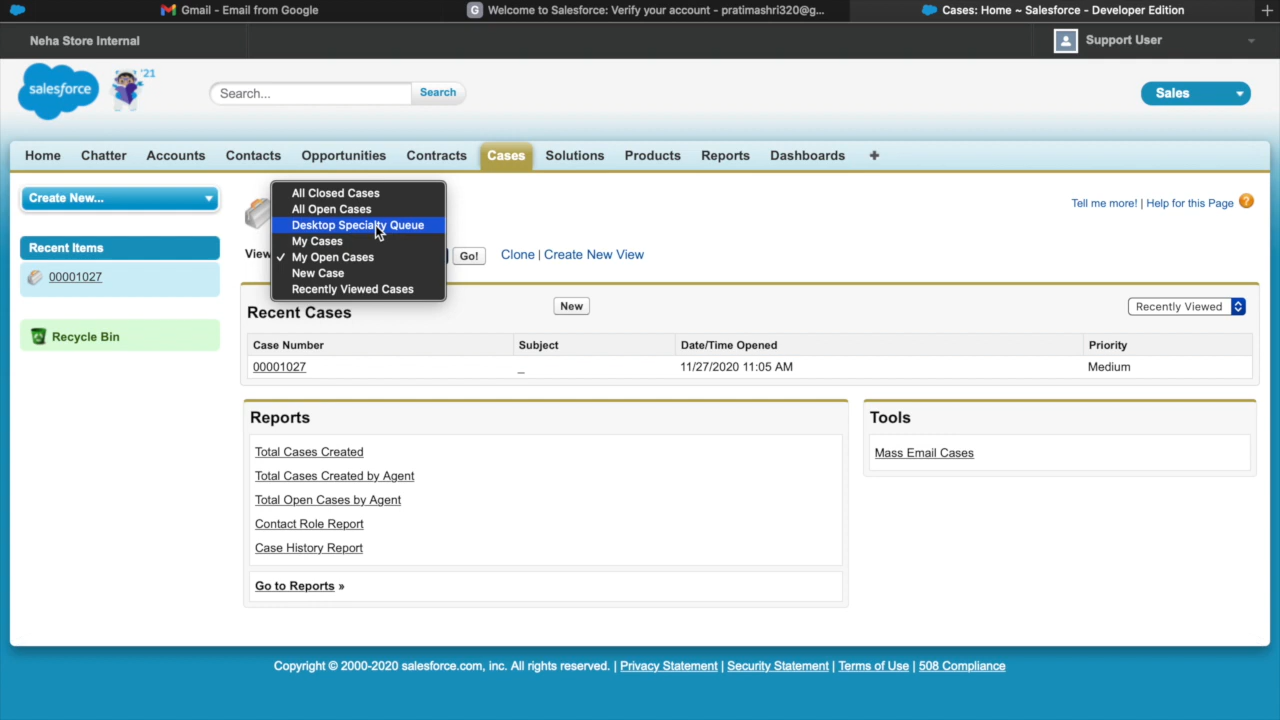 Gmail - Email from Google
Welcome to Salesforce: Verify your account - pratimashri320@g...
Cases: Home ~ Salesforce - Developer Edition
Neha Store Internal
Support User
salesforce
'21
Search...
Search
Sales
Home Chatter Accounts Contacts Opportunities Contracts Cases Solutions Products Reports Dashboards +
Create New...
Recent Items
00001027
Recycle Bin
All Closed Cases
All Open Cases
Desktop Specialty Queue
My Cases
✓ My Open Cases
New Case
Recently Viewed Cases
Tell me more! | Help for this Page ?
View
Go!
Clone | Create New View
Recent Cases
New
Recently Viewed
Case Number Subject Date/Time Opened Priority
00001027 _ 11/27/2020 11:05 AM Medium
Reports
Total Cases Created
Total Cases Created by Agent
Total Open Cases by Agent
Contact Role Report
Case History Report
Go to Reports »
Tools
Mass Email Cases
Copyright © 2000-2020 salesforce.com, inc. All rights reserved. | Privacy Statement | Security Statement | Terms of Use | 508 Compliance